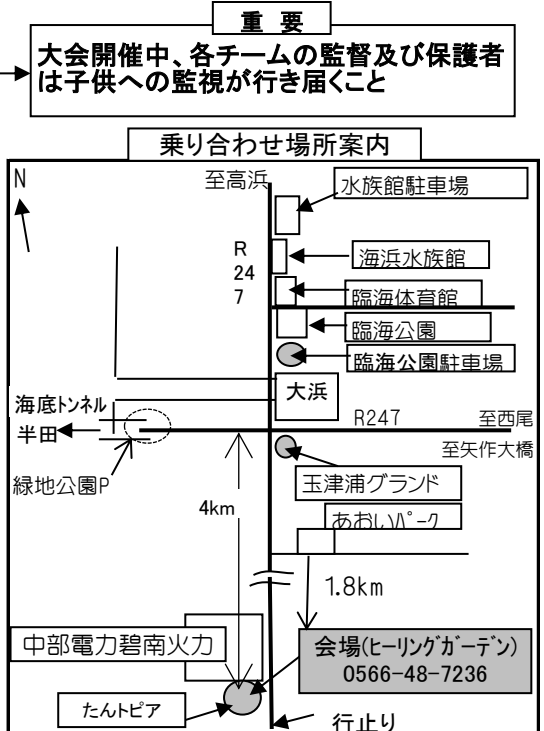 重 要
大会開催中、各チームの監督及び保護者
は子供への監視が行き届くこと
乗り合わせ場所案内
N
至高浜
水族館駐車場
R
24
7
海浜水族館
臨海体育館
臨海公園
臨海公園駐車場
大浜
海底トンネル
半田
R247
至西尾
至矢作大橋
緑地公園P
玉津浦グランド
4km
あおいパーク
1.8km
中部電力碧南火力
会場(ヒーリングガーデン)
0566-48-7236
たんトピア
行止り